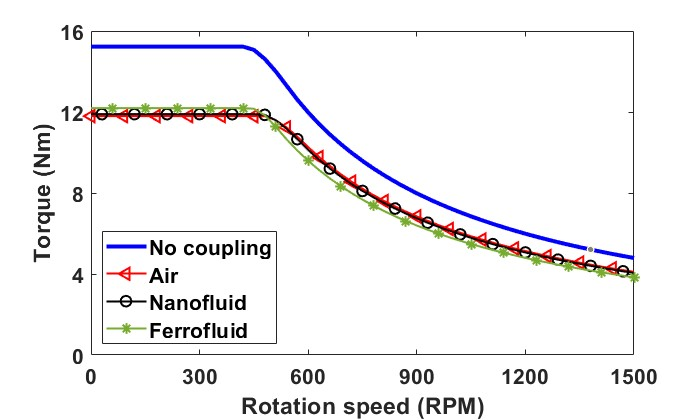 16
12
8
4
0
Torque (Nm)
No coupling
Air
Nanofluid
Ferrofluid
0 300 600 900 1200 1500
Rotation speed (RPM)